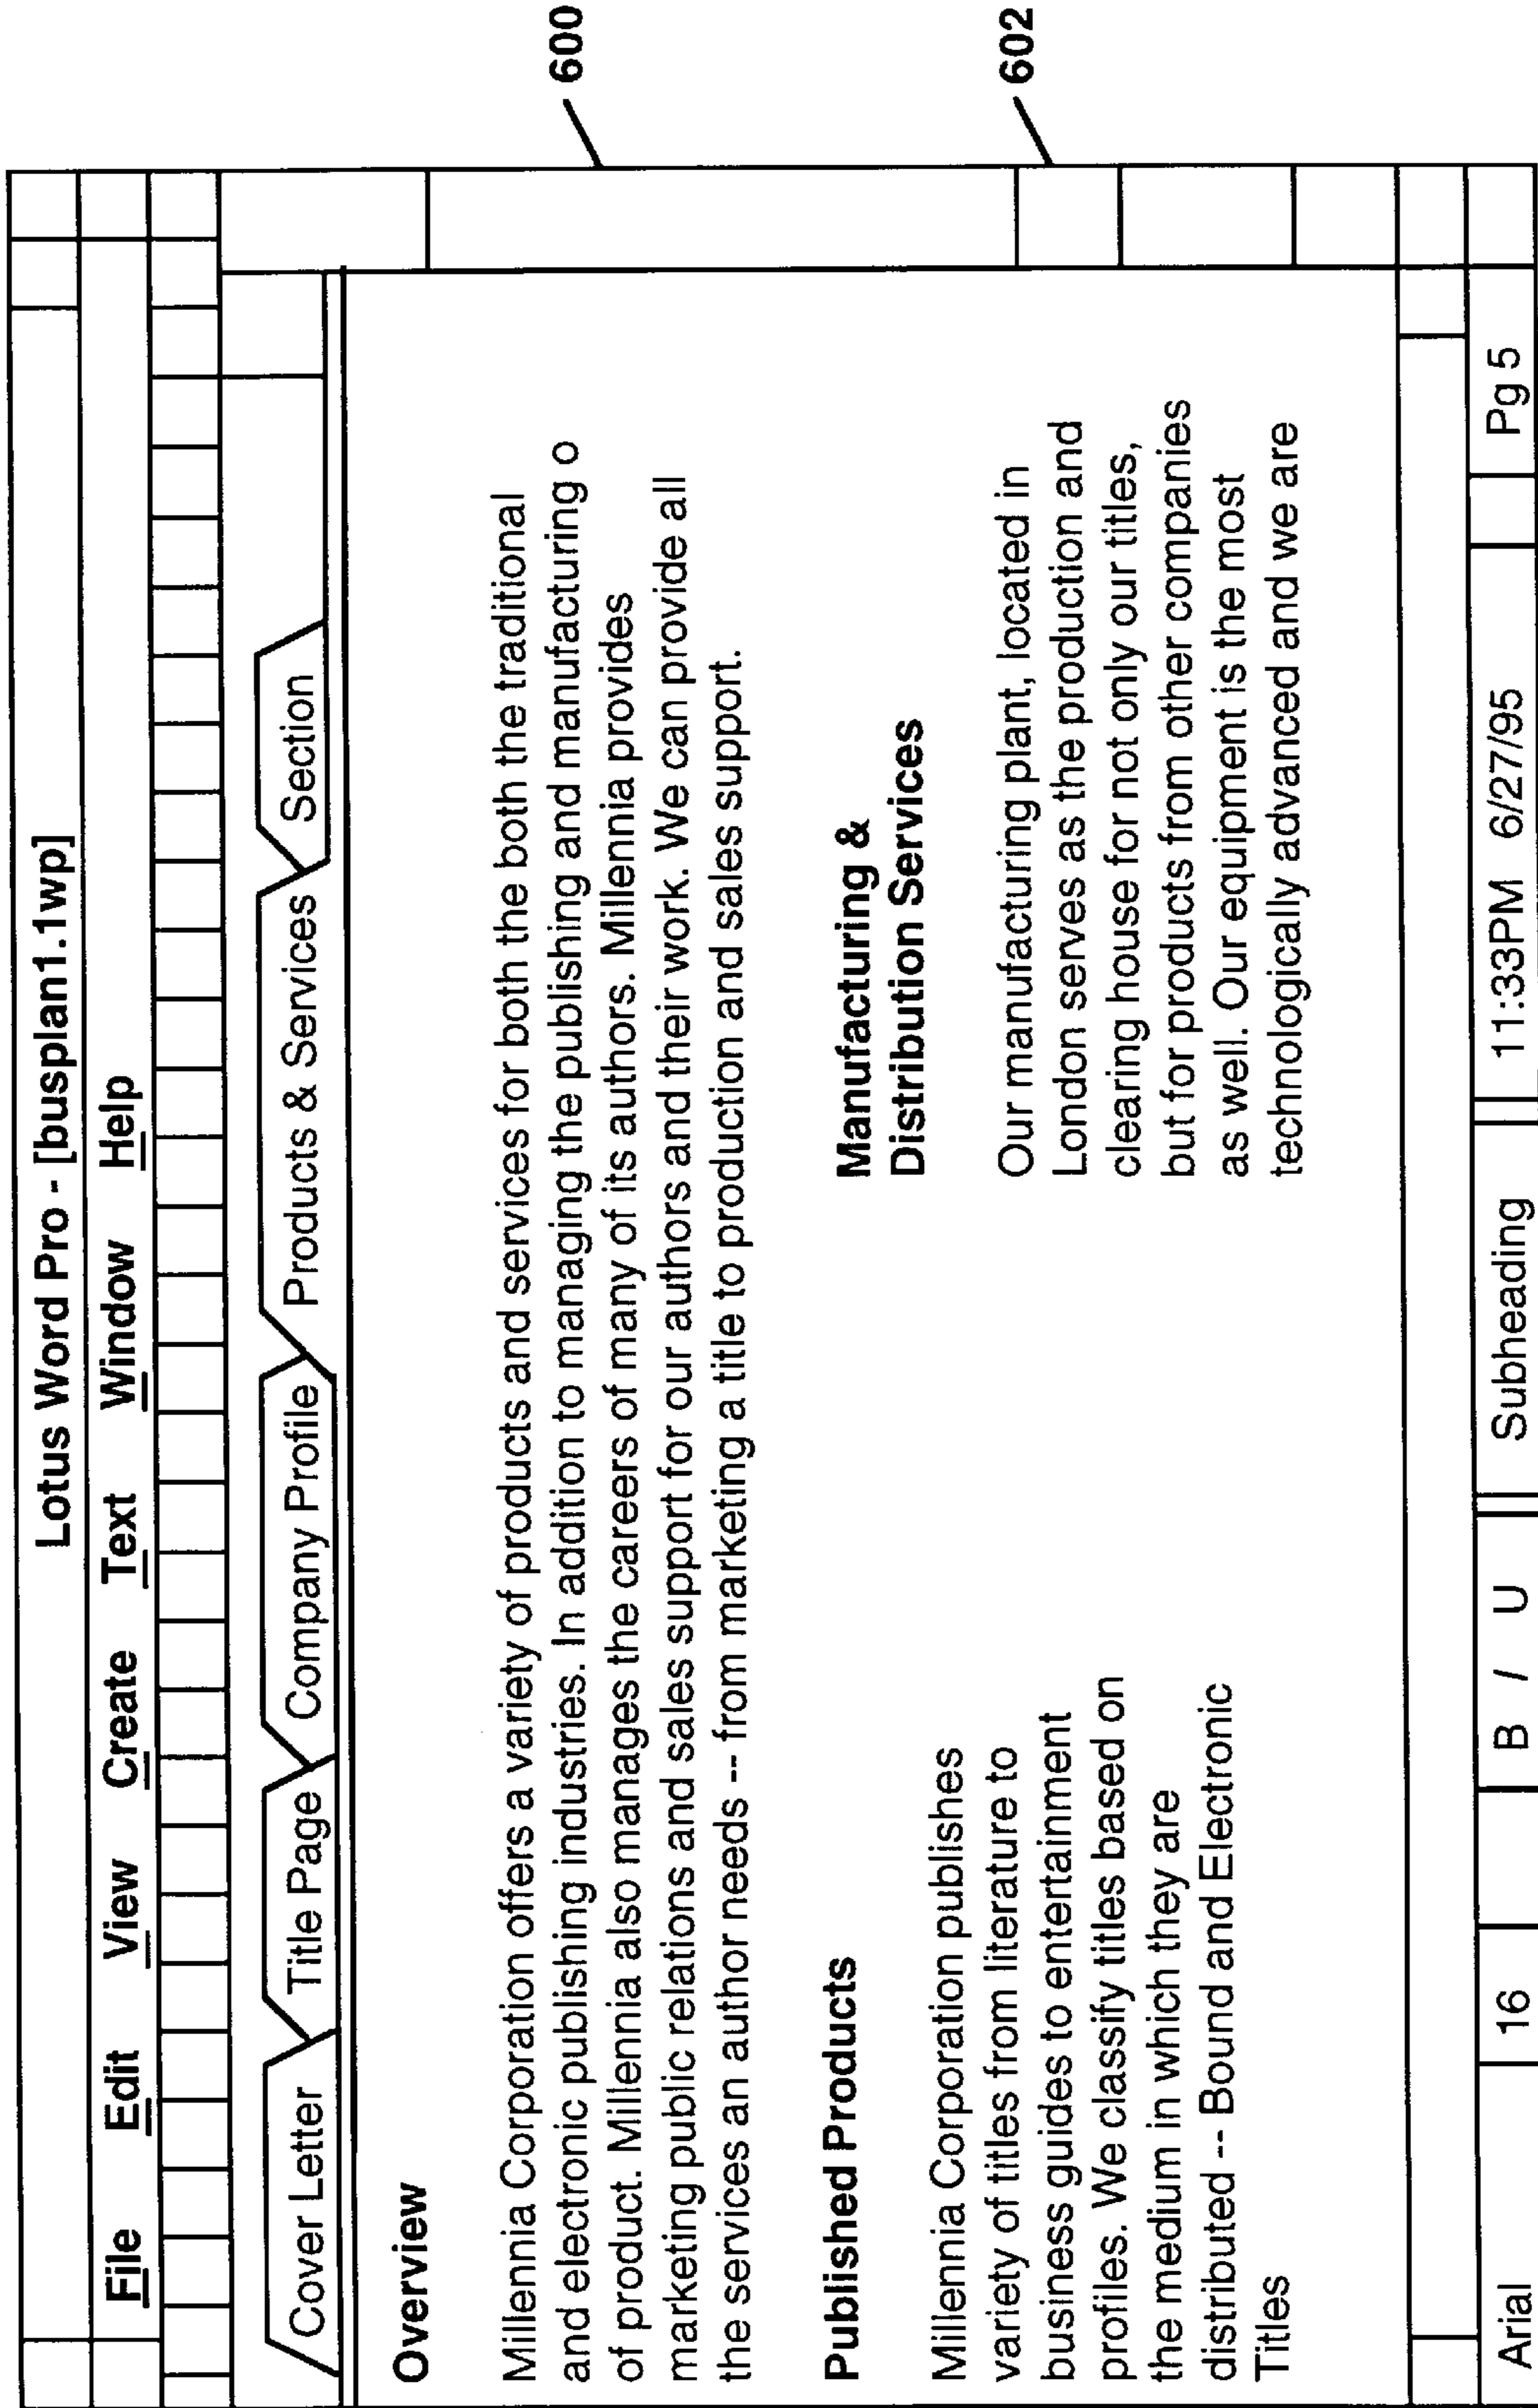 Lotus Word Pro - [busplan1.1wp]
File Edit View Create Text Window Help
Cover Letter Title Page Company Profile Products & Services Section
Overview
Millennia Corporation offers a variety of products and services for both the both the traditional
and electronic publishing industries. In addition to managing the publishing and manufacturing o
of product. Millennia also manages the careers of many of its authors. Millennia provides
marketing public relations and sales support for our authors and their work. We can provide all
the services an author needs -- from marketing a title to production and sales support.
Published Products
Millennia Corporation publishes
variety of titles from literature to
business guides to entertainment
profiles. We classify titles based on
the medium in which they are
distributed -- Bound and Electronic
Titles
Manufacturing &
Distribution Services
Our manufacturing plant, located in
London serves as the production and
clearing house for not only our titles,
but for products from other companies
as well. Our equipment is the most
technologically advanced and we are
Arial 16 B I U Subheading 11:33PM 6/27/95 Pg 5
600
602